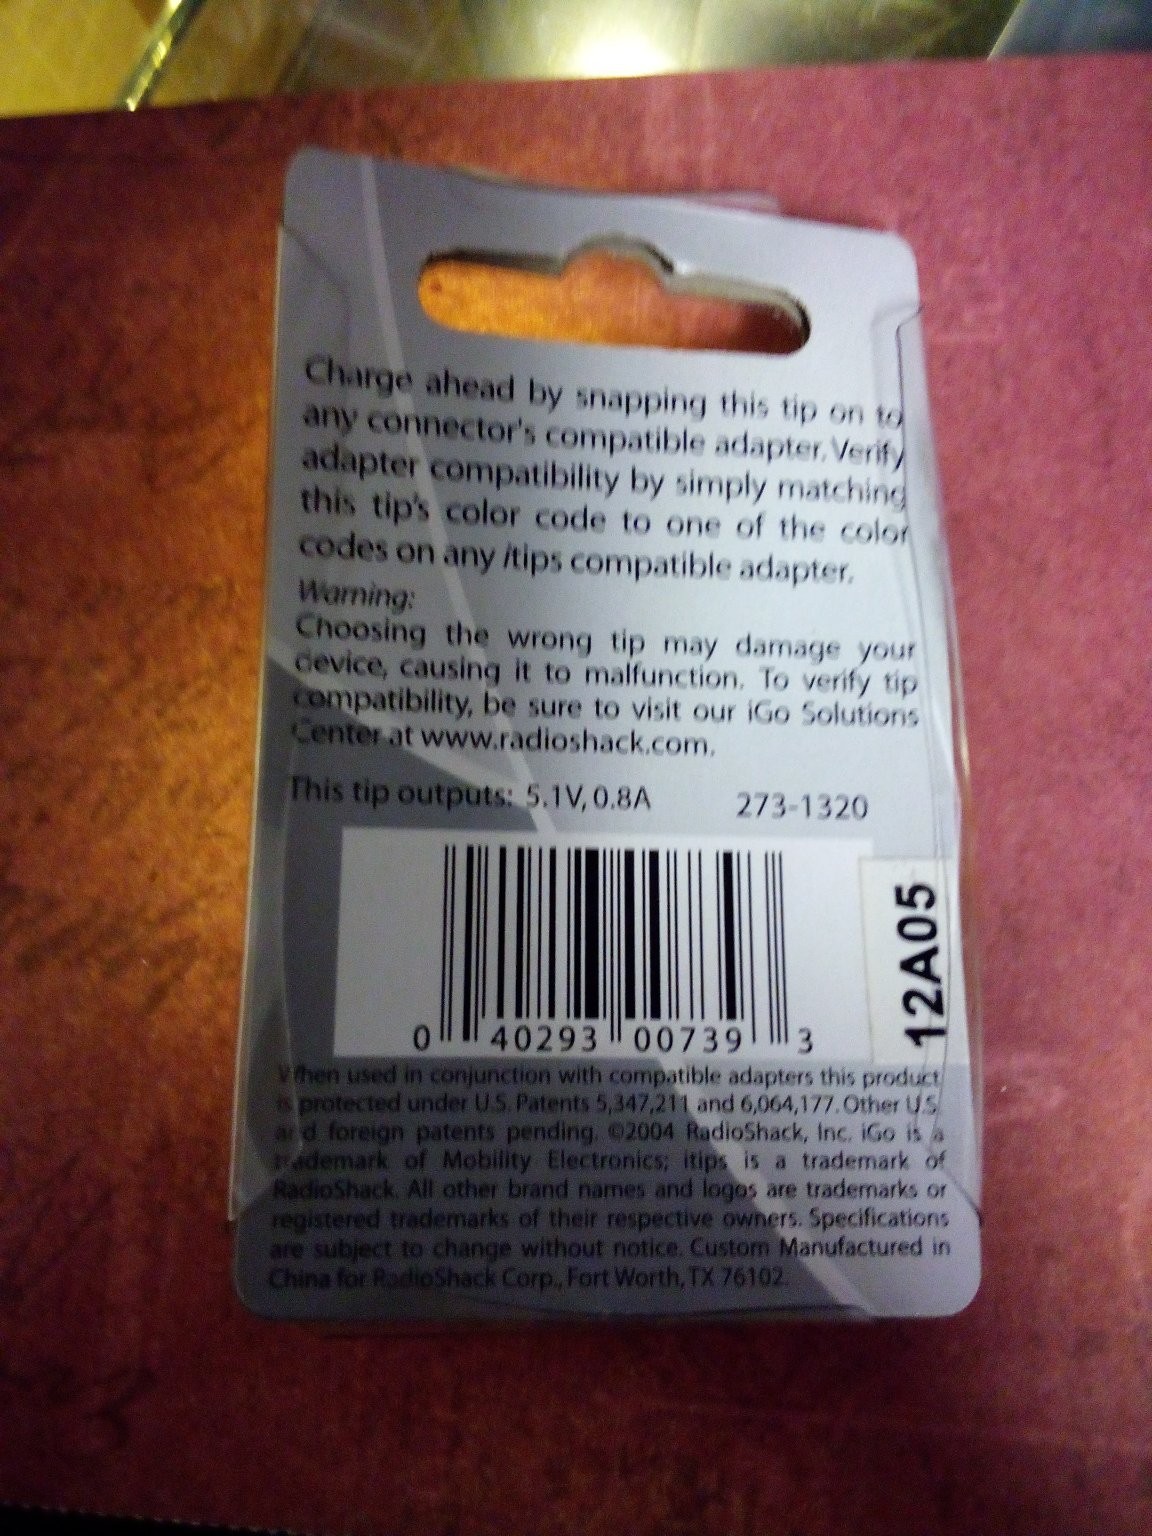 Charge ahead by snapping this tip on to
any connector's compatible adapter. Verify
adapter compatibility by simply matching
this tip's color code to one of the color
codes on any itips compatible adapter.
Warning:
Choosing the wrong tip may damage your
device, causing it to malfunction. To verify tip
compatibility, be sure to visit our iGo Solutions
Center at www.radioshack.com.
This tip outputs: 5.1V, 0.8A 273-1320
12A05
0 40293 00739 3
When used in conjunction with compatible adapters this product
is protected under U.S. Patents 5,347,211 and 6,064,177. Other U.S.
and foreign patents pending. ©2004 RadioShack, Inc. iGo is a
trademark of Mobility Electronics; itips is a trademark of
RadioShack. All other brand names and logos are trademarks or
registered trademarks of their respective owners. Specifications
are subject to change without notice. Custom Manufactured in
China for RadioShack Corp., Fort Worth, TX 76102.